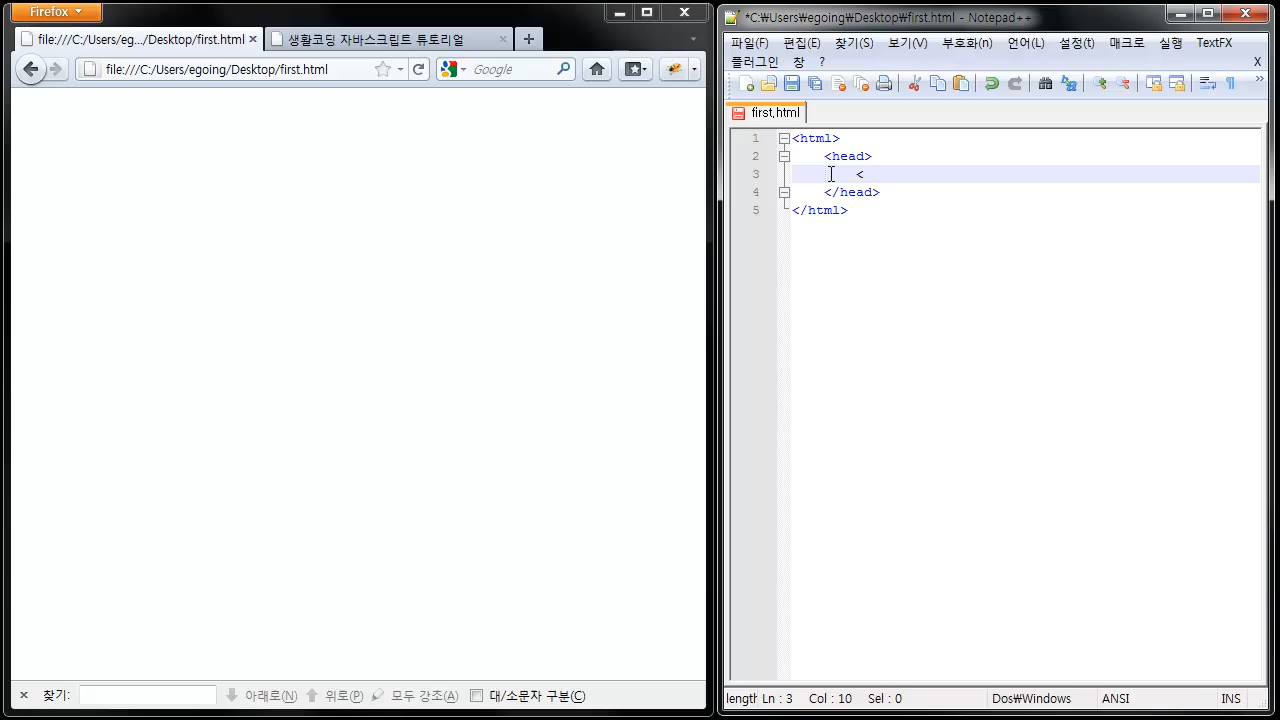 Firefox
file:///C:/Users/eg.../Desktop/first.html
생활코딩 자바스크립트 튜토리얼
file:///C:/Users/egoing/Desktop/first.html
Google
찾기:
아래로(N) 위로(P) 모두 강조(A) 대/소문자 구분(C)
*C:₩Users₩egoing₩Desktop₩first.html - Notepad++
파일(F) 편집(E) 찾기(S) 보기(V) 부호화(n) 언어(L) 설정(t) 매크로 실행 TextFX
플러그인 창 ? X
first.html
1 <html>
2 <head>
3 <
4 </head>
5 </html>
length Ln : 3 Col : 10 Sel : 0 Dos₩Windows ANSI INS